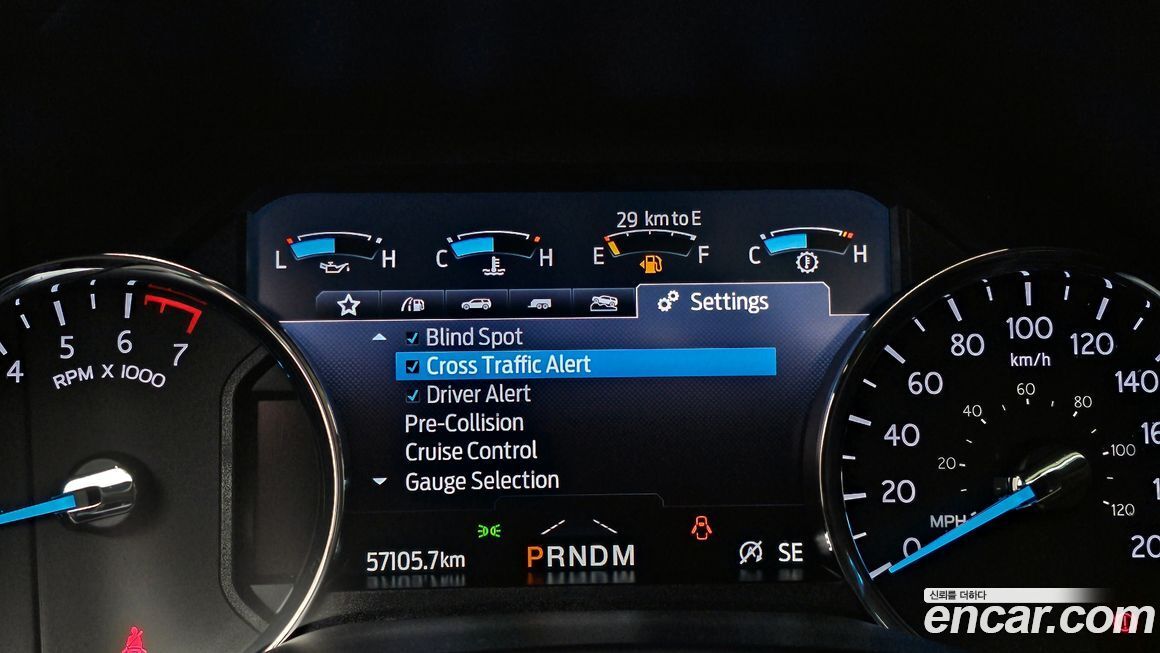 29 km to E
L H
C H
E F
C H
Settings
Blind Spot
Cross Traffic Alert
Driver Alert
Pre-Collision
Cruise Control
Gauge Selection
57105.7 km
PRNDM
A SE
4 5 6 7
RPM X 1000
0 20 40 60 80 100 120 140
km/h
20 40 60 80 100 120
MPH
신뢰를 더하다
encar.com